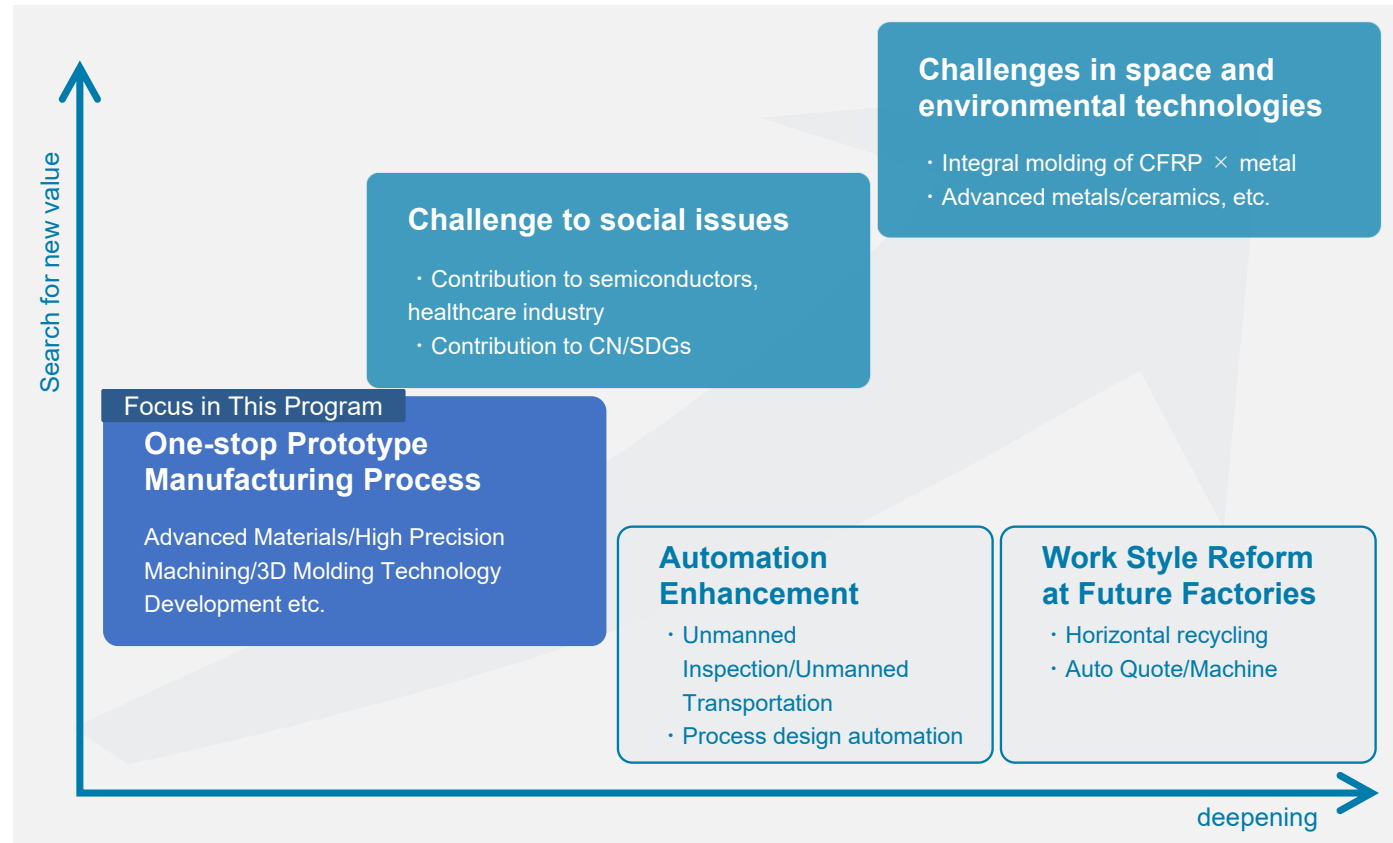 Challenges in space and
environmental technologies
・Integral molding of CFRP × metal
・Advanced metals/ceramics, etc.
Search for new value
Challenge to social issues
・Contribution to semiconductors,
healthcare industry
・Contribution to CN/SDGs
Focus in This Program
One-stop Prototype
Manufacturing Process
Advanced Materials/High Precision
Machining/3D Molding Technology
Development etc.
Automation
Enhancement
・Unmanned
Inspection/Unmanned
Transportation
・Process design automation
Work Style Reform
at Future Factories
・Horizontal recycling
・Auto Quote/Machine
deepening